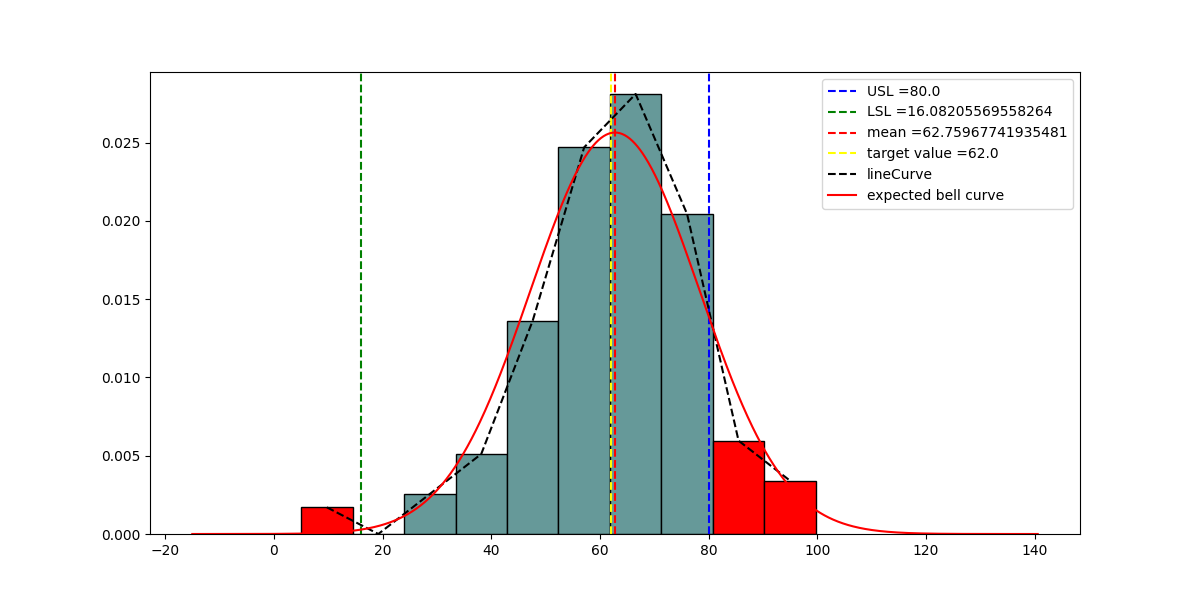 USL =80.0
LSL =16.08205569558264
mean =62.75967741935481
target value =62.0
lineCurve
expected bell curve
0.025
0.020
0.015
0.010
0.005
0.000
−20 0 20 40 60 80 100 120 140